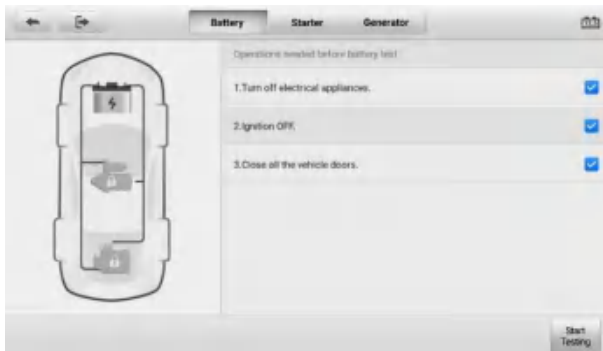 Battery Starter Generator
Operations needed before battery test
1.Turn off electrical appliances.
2.Ignition OFF.
3.Close all the vehicle doors.
Start
Testing